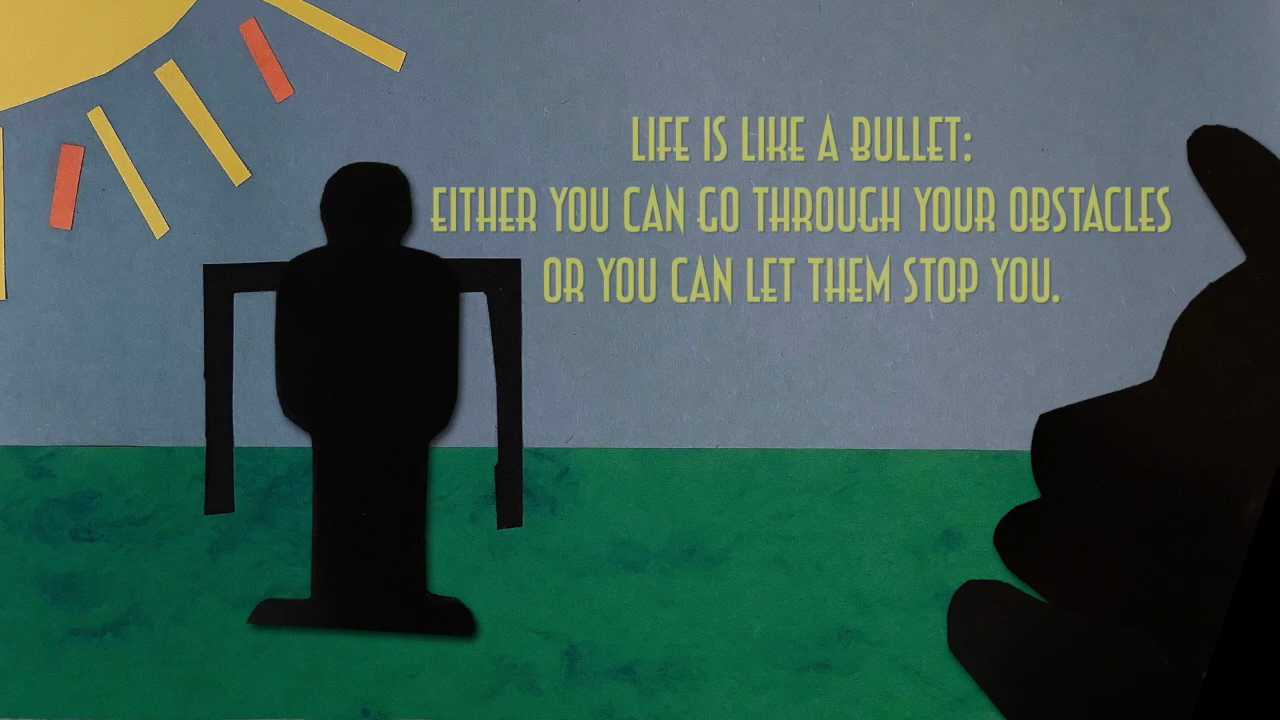 LIFE IS LIKE A BULLET:
EITHER YOU CAN GO THROUGH YOUR OBSTACLES
OR YOU CAN LET THEM STOP YOU.